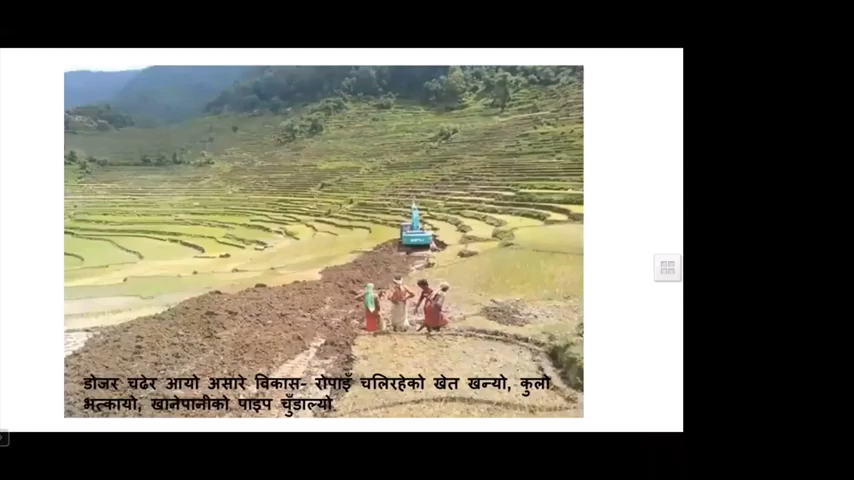 डोजर चढेर आयो असारे विकास- रोपाइँ चलिरहेको खेत खन्यो, कुलो
भत्कायो, खानेपानीको पाइप चुँडाल्यो